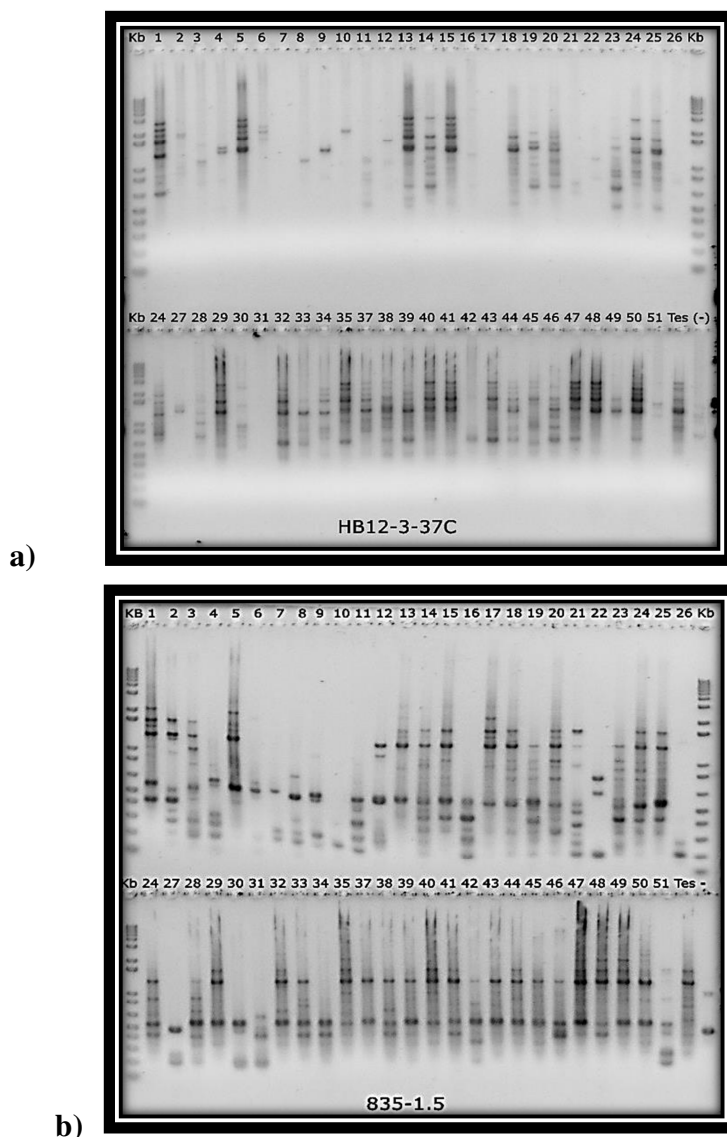 Kb 1 2 3 4 5 6 7 8 9 10 11 12 13 14 15 16 17 18 19 20 21 22 23 24 25 26 Kb
Kb 24 27 28 29 30 31 32 33 34 35 37 38 39 40 41 42 43 44 45 46 47 48 49 50 51 Tes (-)
HB12-3-37C
a)
KB 1 2 3 4 5 6 7 8 9 10 11 12 13 14 15 16 17 18 19 20 21 22 23 24 25 26 Kb
Kb 24 27 28 29 30 31 32 33 34 35 37 38 39 40 41 42 43 44 45 46 47 48 49 50 51 Tes -
835-1.5
b)